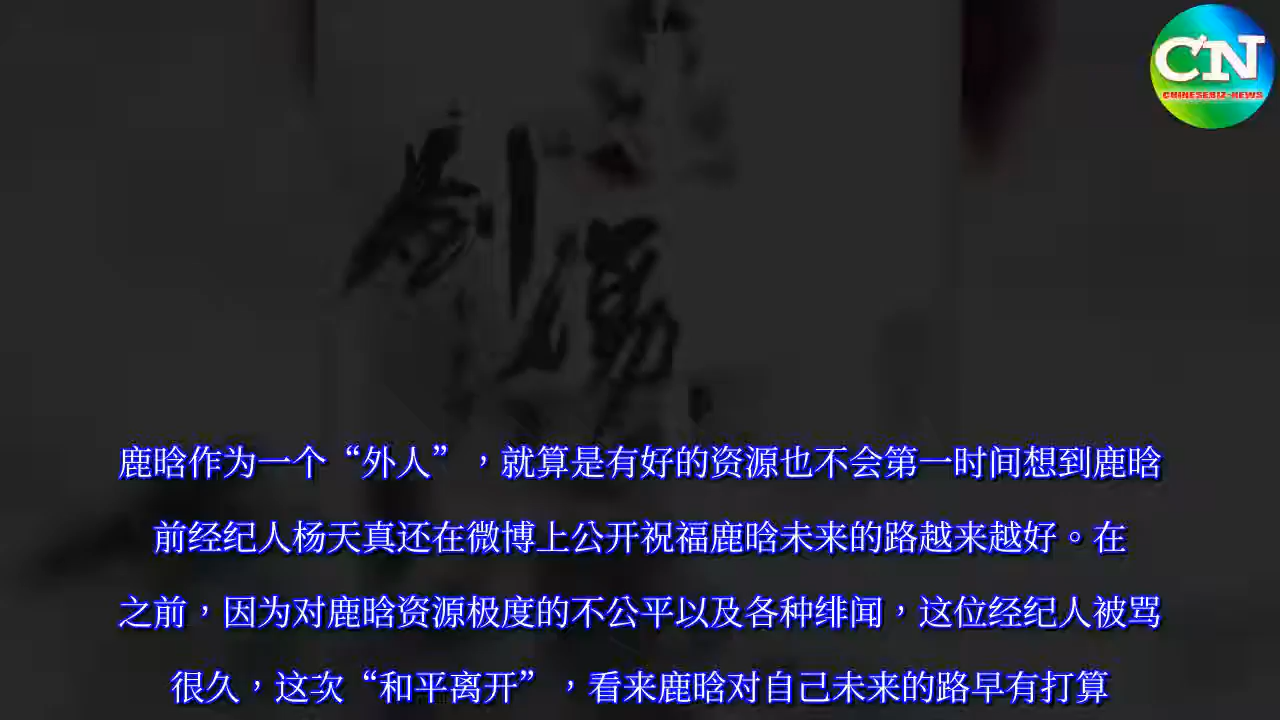 CN
CHINESEBIZ-NEWS
鹿晗作为一个“外人”，就算是有好的资源也不会第一时间想到鹿晗
前经纪人杨天真还在微博上公开祝福鹿晗未来的路越来越好。在
之前，因为对鹿晗资源极度的不公平以及各种绯闻，这位经纪人被骂
很久，这次“和平离开”，看来鹿晗对自己未来的路早有打算